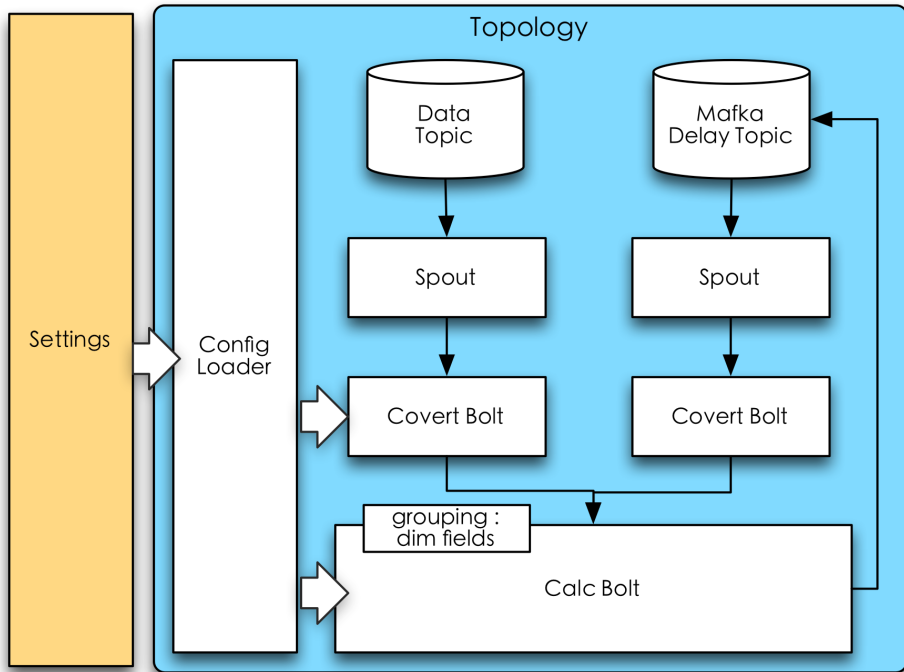 Topology
Settings
Config
Loader
Data
Topic
Mafka
Delay Topic
Spout
Spout
Covert Bolt
Covert Bolt
grouping :
dim fields
Calc Bolt